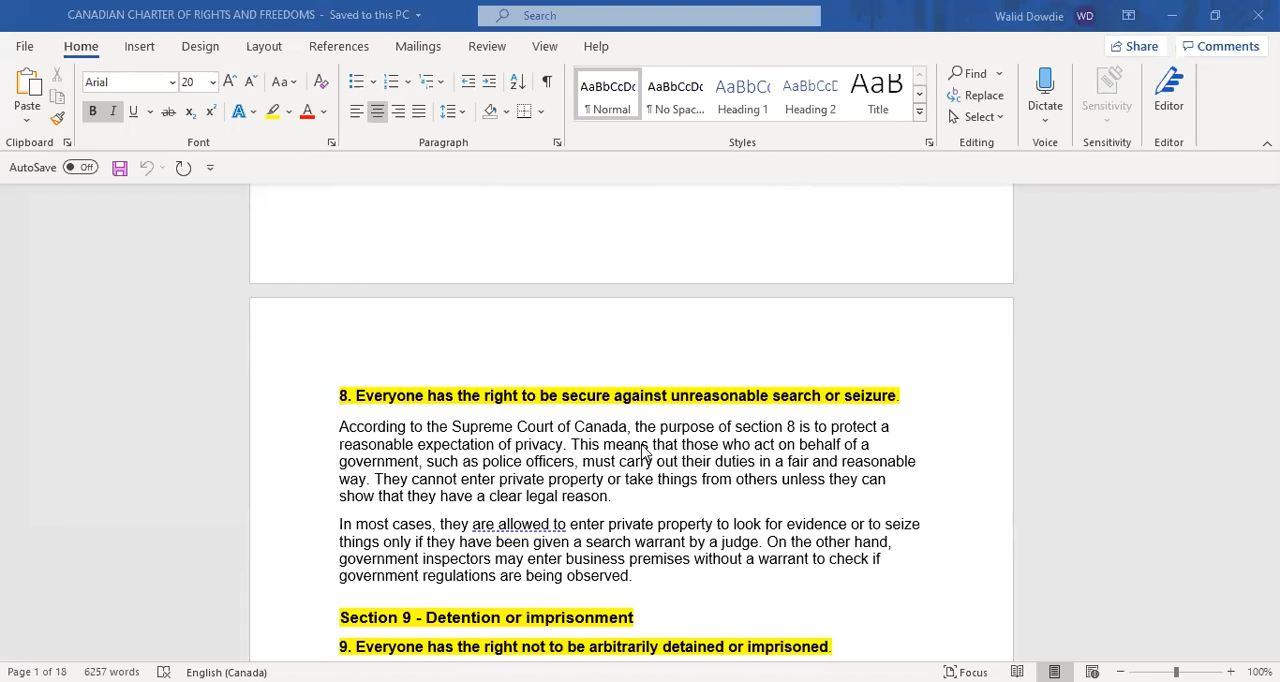 CANADIAN CHARTER OF RIGHTS AND FREEDOMS - Saved to this PC
Search
Walid Dowdie WD
File Home Insert Design Layout References Mailings Review View Help
Share Comments
Paste
Arial 20
Aa
B I U ab x₂ x² A A
AaBbCcDc AaBbCcDc AaBbC AaBbCcD AaB
¶ Normal ¶ No Spac... Heading 1 Heading 2 Title
Find
Replace
Select
Dictate
Sensitivity
Editor
Clipboard Font Paragraph Styles Editing Voice Sensitivity Editor
AutoSave Off
8. Everyone has the right to be secure against unreasonable search or seizure.
According to the Supreme Court of Canada, the purpose of section 8 is to protect a
reasonable expectation of privacy. This means that those who act on behalf of a
government, such as police officers, must carry out their duties in a fair and reasonable
way. They cannot enter private property or take things from others unless they can
show that they have a clear legal reason.
In most cases, they are allowed to enter private property to look for evidence or to seize
things only if they have been given a search warrant by a judge. On the other hand,
government inspectors may enter business premises without a warrant to check if
government regulations are being observed.
Section 9 - Detention or imprisonment
9. Everyone has the right not to be arbitrarily detained or imprisoned.
Page 1 of 18 6257 words English (Canada) Focus 100%